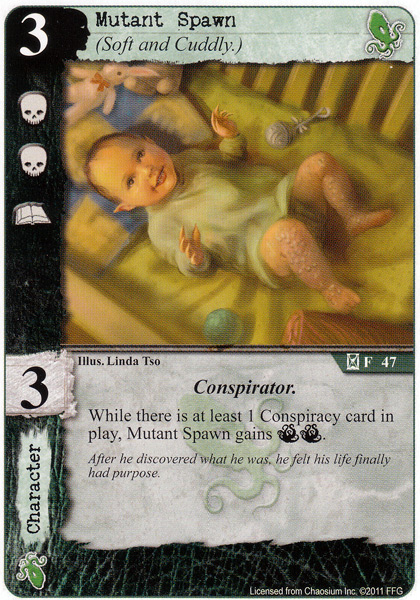 3
Mutant Spawn
(Soft and Cuddly.)
Illus. Linda Tso
F 47
3
Conspirator.
While there is at least 1 Conspiracy card in
play, Mutant Spawn gains
After he discovered what he was, he felt his life finally
had purpose.
Character
Licensed from Chaosium Inc. ©2011 FFG